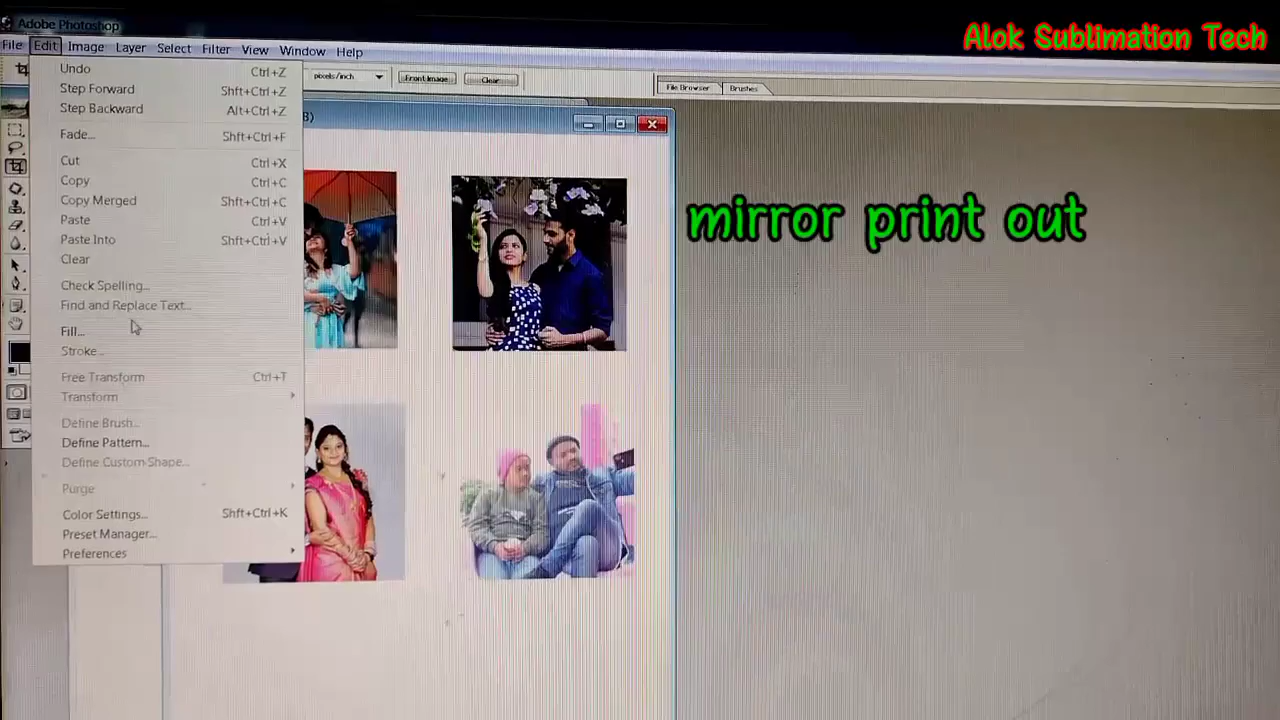 Adobe Photoshop
Alok Sublimation Tech
File Edit Image Layer Select Filter View Window Help
pixels/inch Front Image Clear
File Browser Brushes
Undo Ctrl+Z
Step Forward Shft+Ctrl+Z
Step Backward Alt+Ctrl+Z
Fade... Shft+Ctrl+F
Cut Ctrl+X
Copy Ctrl+C
Copy Merged Shft+Ctrl+C
Paste Ctrl+V
Paste Into Shft+Ctrl+V
Clear
Check Spelling...
Find and Replace Text...
Fill...
Stroke...
Free Transform Ctrl+T
Transform
Define Brush...
Define Pattern...
Define Custom Shape...
Purge
Color Settings... Shft+Ctrl+K
Preset Manager...
Preferences
mirror print out